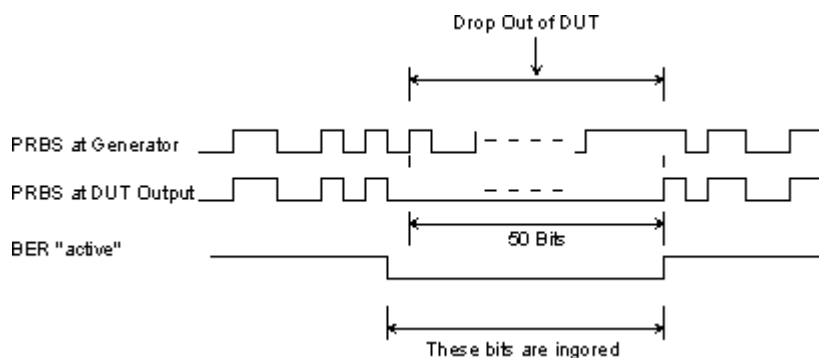 Drop Out of DUT
PRBS at Generator
PRBS at DUT Output
50 Bits
BER "active"
These bits are ingored